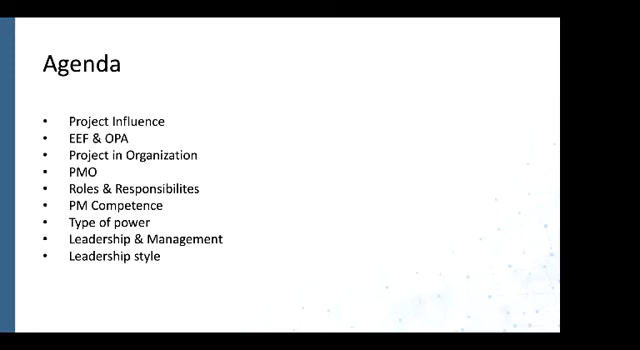 Agenda
• Project Influence
• EEF & OPA
• Project in Organization
• PMO
• Roles & Responsibilites
• PM Competence
• Type of power
• Leadership & Management
• Leadership style